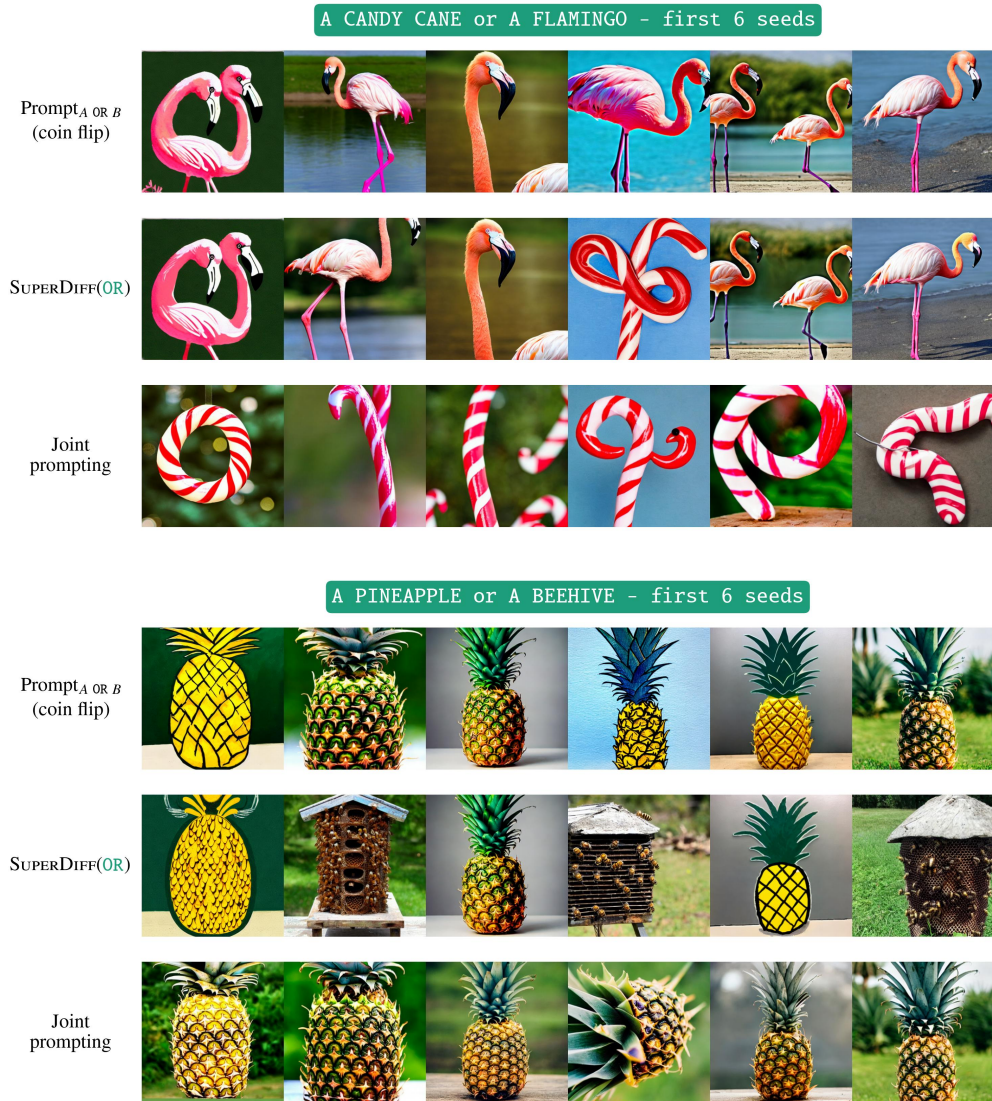 A CANDY CANE or A FLAMINGO - first 6 seeds
Prompt A OR B
(coin flip)
SUPERDIFF(OR)
Joint
prompting
A PINEAPPLE or A BEEHIVE - first 6 seeds
Prompt A OR B
(coin flip)
SUPERDIFF(OR)
Joint
prompting